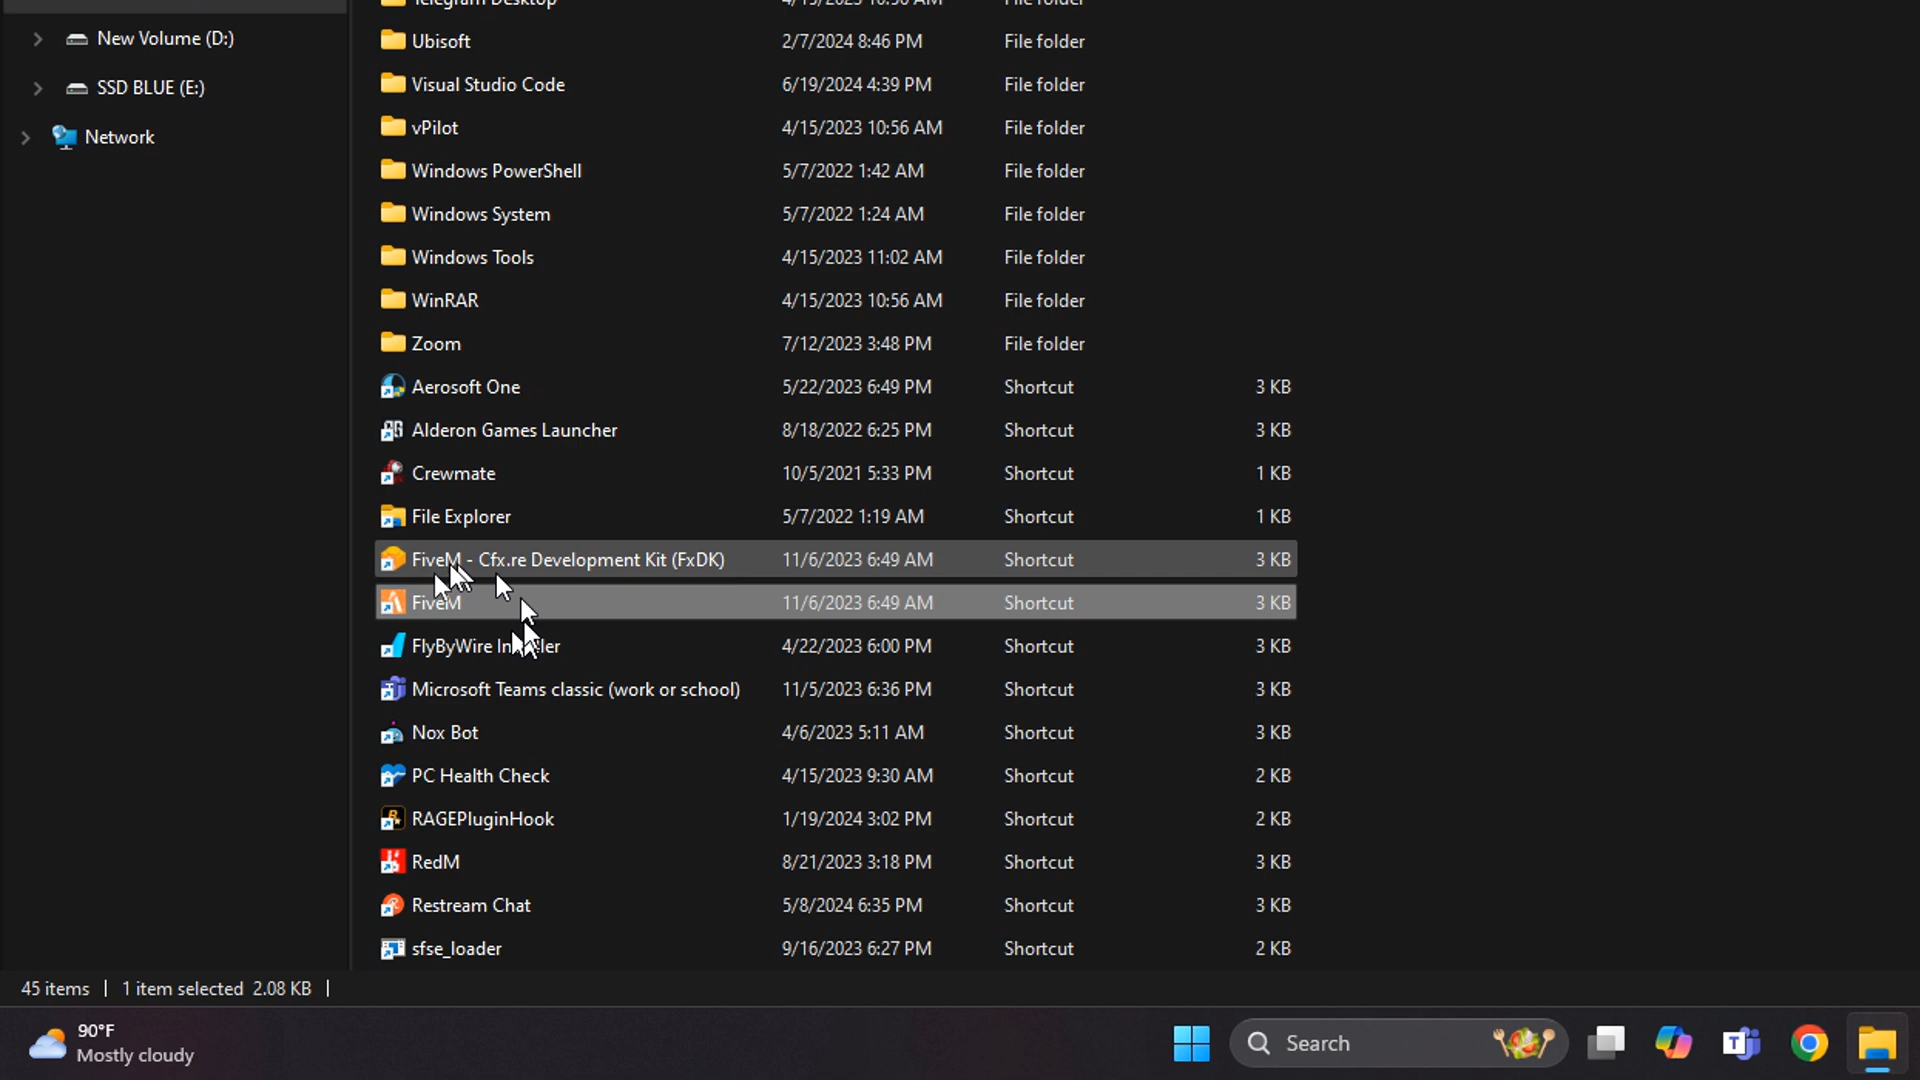 Telegram Desktop 4/15/2023 10:56 AM File folder
New Volume (D:)
Ubisoft 2/7/2024 8:46 PM File folder
SSD BLUE (E:)
Visual Studio Code 6/19/2024 4:39 PM File folder
Network
vPilot 4/15/2023 10:56 AM File folder
Windows PowerShell 5/7/2022 1:42 AM File folder
Windows System 5/7/2022 1:24 AM File folder
Windows Tools 4/15/2023 11:02 AM File folder
WinRAR 4/15/2023 10:56 AM File folder
Zoom 7/12/2023 3:48 PM File folder
Aerosoft One 5/22/2023 6:49 PM Shortcut 3 KB
Alderon Games Launcher 8/18/2022 6:25 PM Shortcut 3 KB
Crewmate 10/5/2021 5:33 PM Shortcut 1 KB
File Explorer 5/7/2022 1:19 AM Shortcut 1 KB
FiveM - Cfx.re Development Kit (FxDK) 11/6/2023 6:49 AM Shortcut 3 KB
FiveM 11/6/2023 6:49 AM Shortcut 3 KB
FlyByWire Installer 4/22/2023 6:00 PM Shortcut 3 KB
Microsoft Teams classic (work or school) 11/5/2023 6:36 PM Shortcut 3 KB
Nox Bot 4/6/2023 5:11 AM Shortcut 3 KB
PC Health Check 4/15/2023 9:30 AM Shortcut 2 KB
RAGEPluginHook 1/19/2024 3:02 PM Shortcut 2 KB
RedM 8/21/2023 3:18 PM Shortcut 3 KB
Restream Chat 5/8/2024 6:35 PM Shortcut 3 KB
sfse_loader 9/16/2023 6:27 PM Shortcut 2 KB
45 items | 1 item selected 2.08 KB |
90°F
Mostly cloudy
Search